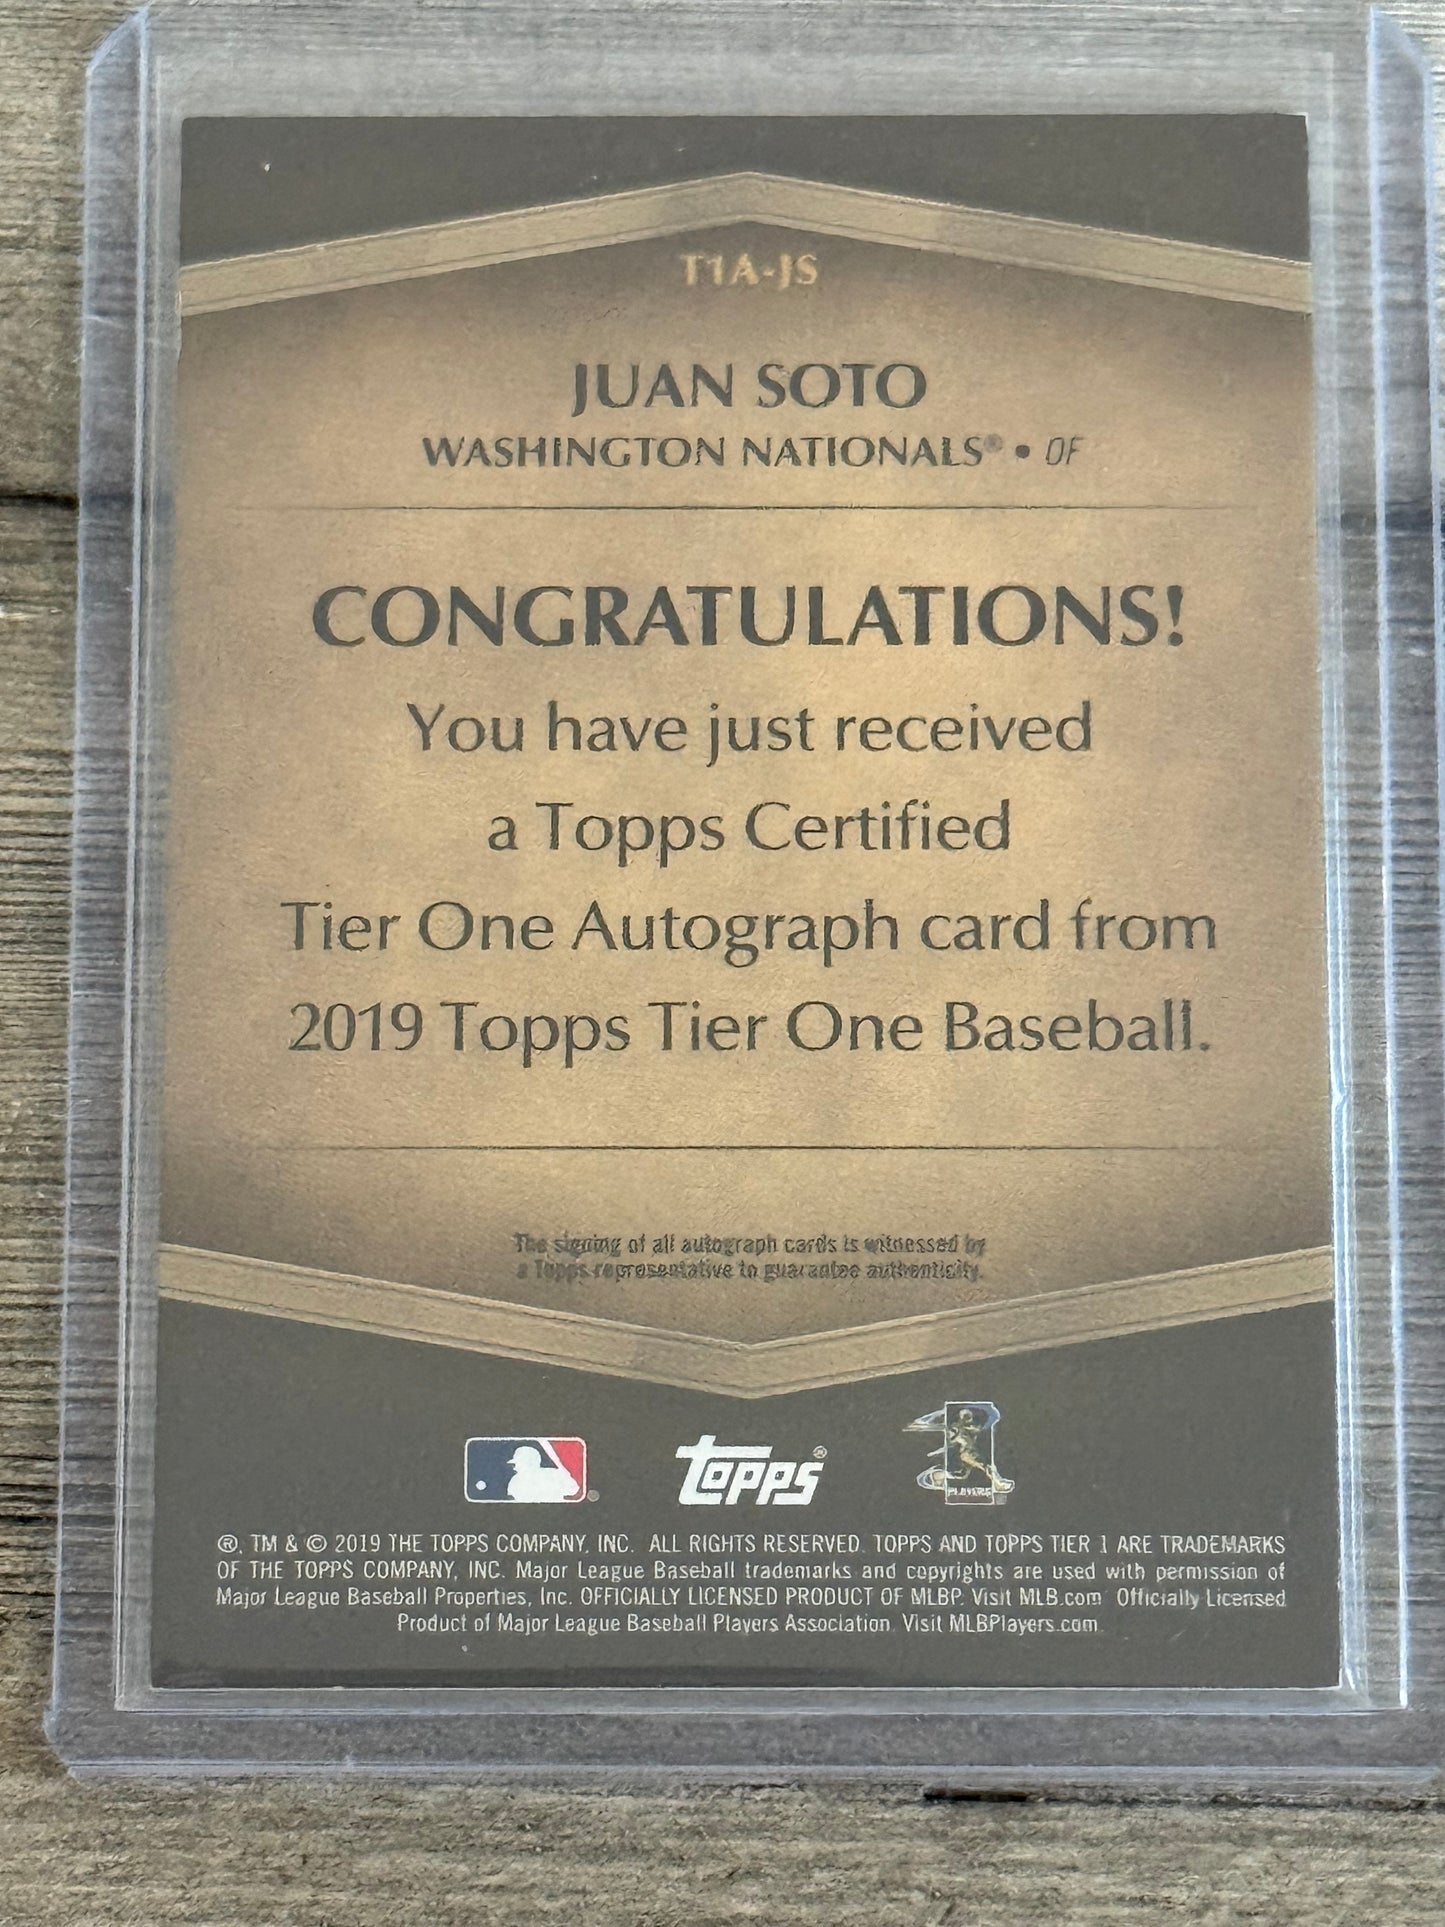 T1A-JS
JUAN SOTO
WASHINGTON NATIONALS® • OF
CONGRATULATIONS!
You have just received
a Topps Certified
Tier One Autograph card from
2019 Topps Tier One Baseball.
The signing of all autograph cards is witnessed by
a Topps representative to guarantee authenticity.
Topps®
PLAYERS
®, TM & © 2019 THE TOPPS COMPANY, INC. ALL RIGHTS RESERVED. TOPPS AND TOPPS TIER 1 ARE TRADEMARKS
OF THE TOPPS COMPANY, INC. Major League Baseball trademarks and copyrights are used with permission of
Major League Baseball Properties, Inc. OFFICIALLY LICENSED PRODUCT OF MLBP. Visit MLB.com Officially Licensed
Product of Major League Baseball Players Association. Visit MLBPlayers.com